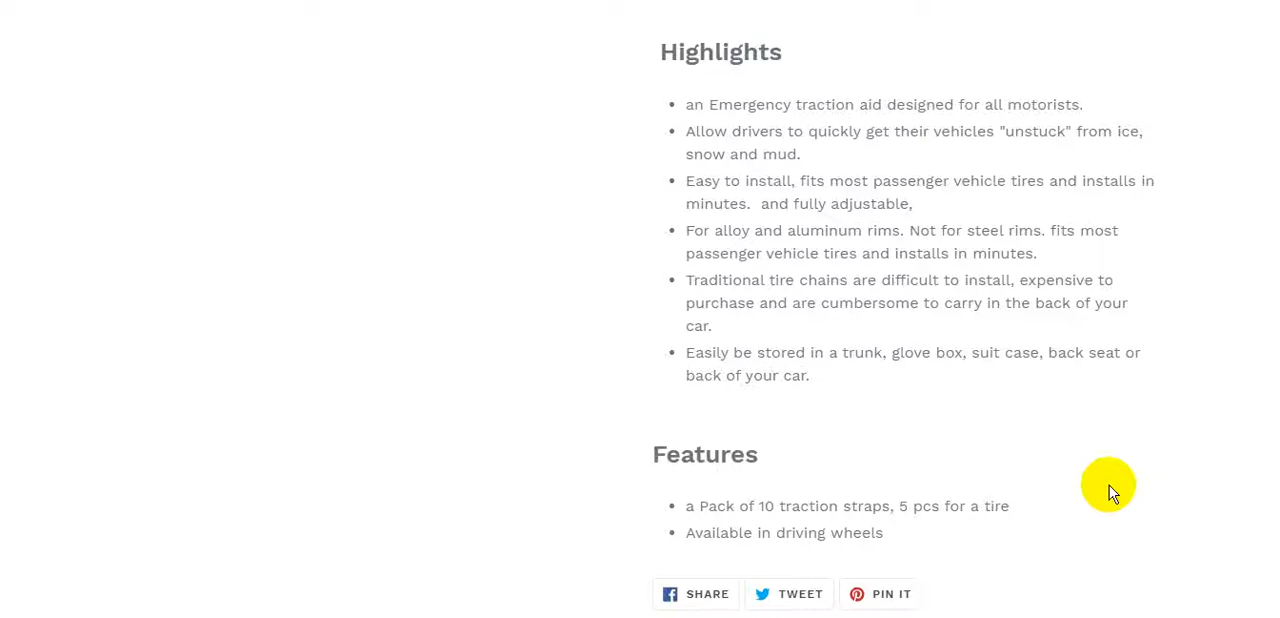 Highlights
• an Emergency traction aid designed for all motorists.
• Allow drivers to quickly get their vehicles "unstuck" from ice,
snow and mud.
• Easy to install, fits most passenger vehicle tires and installs in
minutes.  and fully adjustable,
• For alloy and aluminum rims. Not for steel rims. fits most
passenger vehicle tires and installs in minutes.
• Traditional tire chains are difficult to install, expensive to
purchase and are cumbersome to carry in the back of your
car.
• Easily be stored in a trunk, glove box, suit case, back seat or
back of your car.
Features
• a Pack of 10 traction straps, 5 pcs for a tire
• Available in driving wheels
SHARE TWEET PIN IT